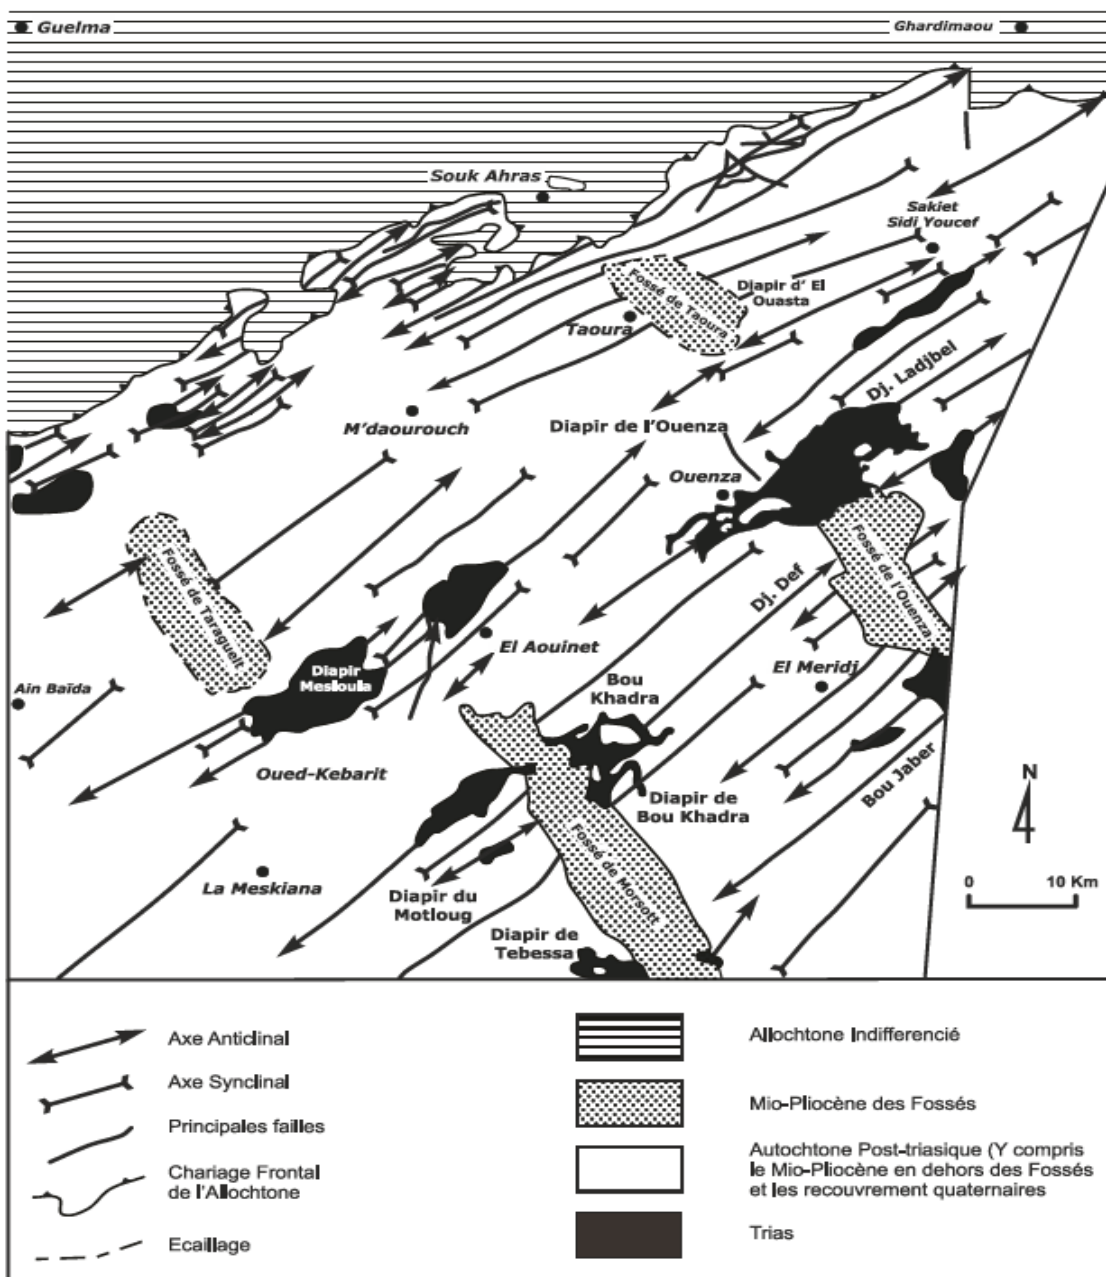 Guelma
Ghardimaou
Souk Ahras
Sakiet
Sidi Youcef
Fossé de Taoura
Diapir d' El
Ouasta
Taoura
Dj. Ladjbel
M'daourouch
Diapir de l'Ouenza
Ouenza
Fossé de Taraguelt
Fossé de l'Ouenza
Dj. Def
El Aouinet
El Meridj
Diapir
Mesloula
Ain Baïda
Bou
Khadra
Oued-Kebarit
Bou Jaber
Diapir de
Bou Khadra
N
Fossé de Morsott
La Meskiana
0 10 Km
Diapir du
Motloug
Diapir de
Tebessa
Axe Anticlinal
Axe Synclinal
Principales failles
Chariage Frontal
de l'Allochtone
Ecaillage
Allochtone Indifferencié
Mio-Pliocène des Fossés
Autochtone Post-triasique (Y compris
le Mio-Pliocène en dehors des Fossés
et les recouvrement quaternaires
Trias